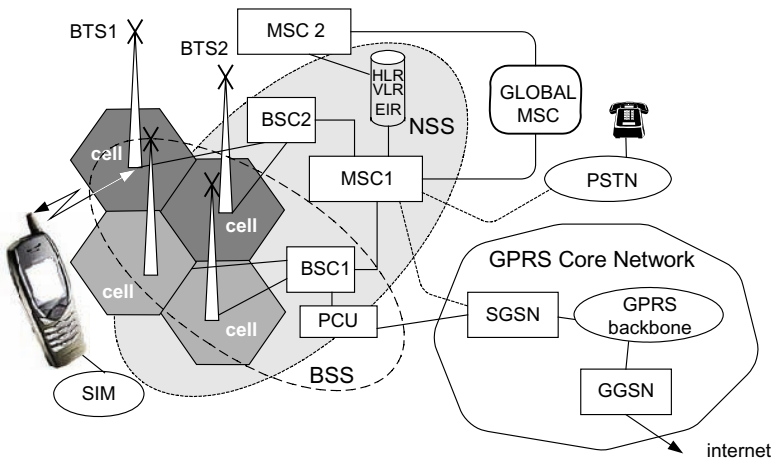 BTS1
MSC 2
BTS2
HLR
VLR
EIR
GLOBAL
MSC
BSC2
NSS
cell
MSC1
PSTN
cell
BSC1
GPRS Core Network
cell
PCU
SGSN
GPRS
backbone
cell
BSS
SIM
GGSN
internet